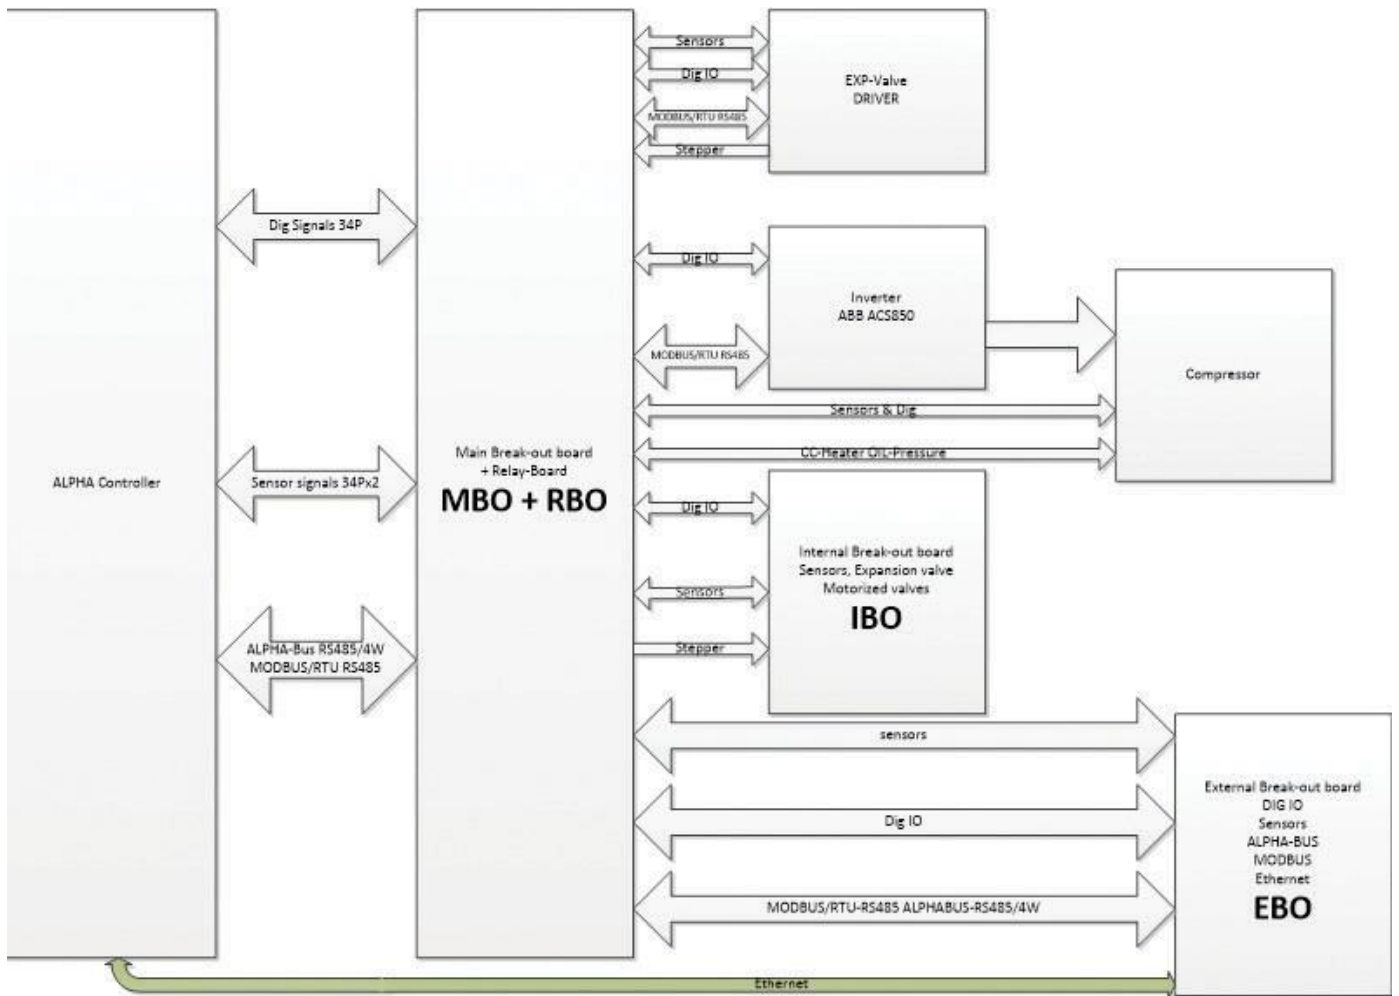 Sensors
Dig IO
MODBUS/RTU RS485
Stepper
EXP-Valve
DRIVER
Dig Signals 34P
Dig IO
MODBUS/RTU RS485
Inverter
ABB ACS850
Compressor
Sensors & Dig
CC-Heater OIL-Pressure
ALPHA Controller
Sensor signals 34Px2
Main Break-out board
+ Relay-Board
MBO + RBO
Dig IO
Sensors
Stepper
Internal Break-out board
Sensors, Expansion valve
Motorized valves
IBO
ALPHA-Bus RS485/4W
MODBUS/RTU RS485
sensors
Dig IO
MODBUS/RTU-RS485 ALPHABUS-RS485/4W
External Break-out board
DIG IO
Sensors
ALPHA-BUS
MODBUS
Ethernet
EBO
Ethernet